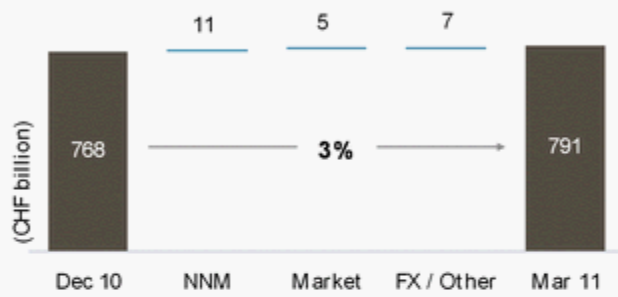 11
5
7
768
3%
791
(CHF billion)
Dec 10
NNM
Market
FX / Other
Mar 11